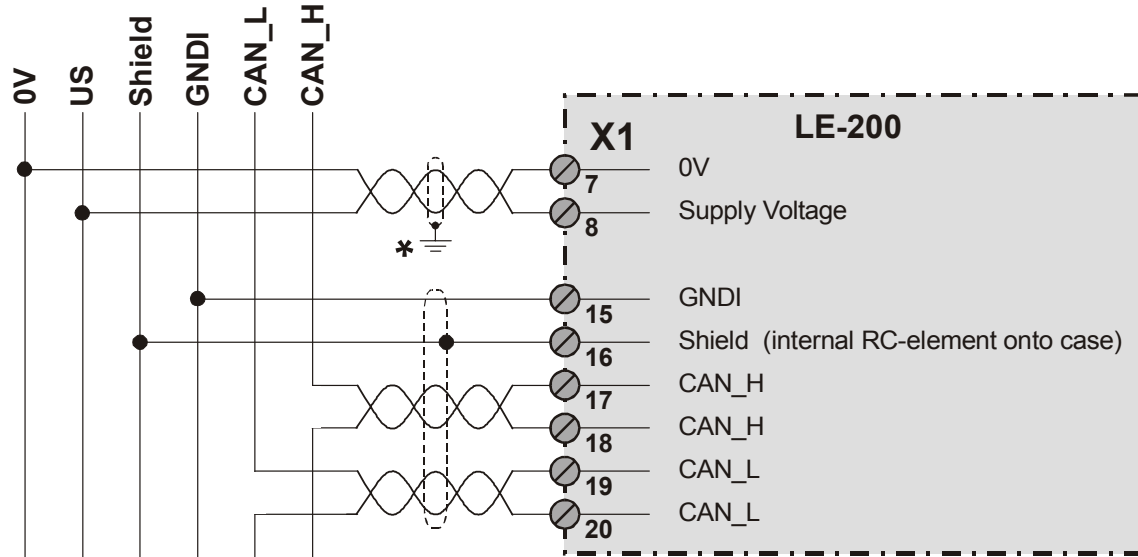 0V
US
Shield
GNDI
CAN_L
CAN_H
X1
LE-200
7
0V
8
Supply Voltage
*
15
GNDI
16
Shield (internal RC-element onto case)
17
CAN_H
18
CAN_H
19
CAN_L
20
CAN_L